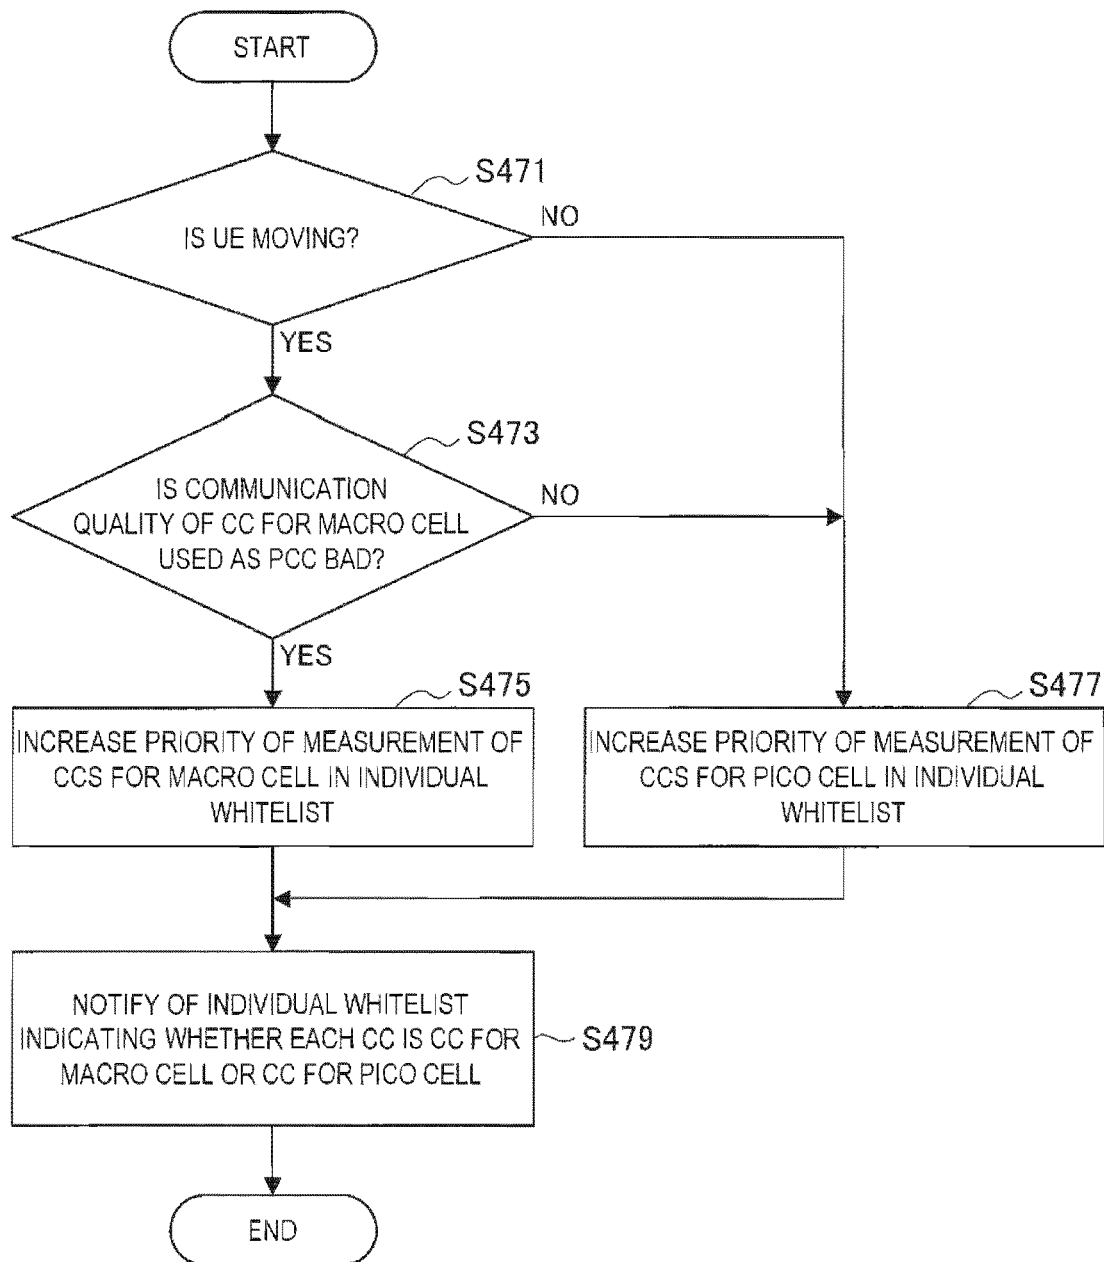 START
S471
IS UE MOVING?
NO
YES
S473
IS COMMUNICATION
QUALITY OF CC FOR MACRO CELL
USED AS PCC BAD?
NO
YES
S475
INCREASE PRIORITY OF MEASUREMENT OF
CCS FOR MACRO CELL IN INDIVIDUAL
WHITELIST
S477
INCREASE PRIORITY OF MEASUREMENT OF
CCS FOR PICO CELL IN INDIVIDUAL
WHITELIST
NOTIFY OF INDIVIDUAL WHITELIST
INDICATING WHETHER EACH CC IS CC FOR
MACRO CELL OR CC FOR PICO CELL
S479
END